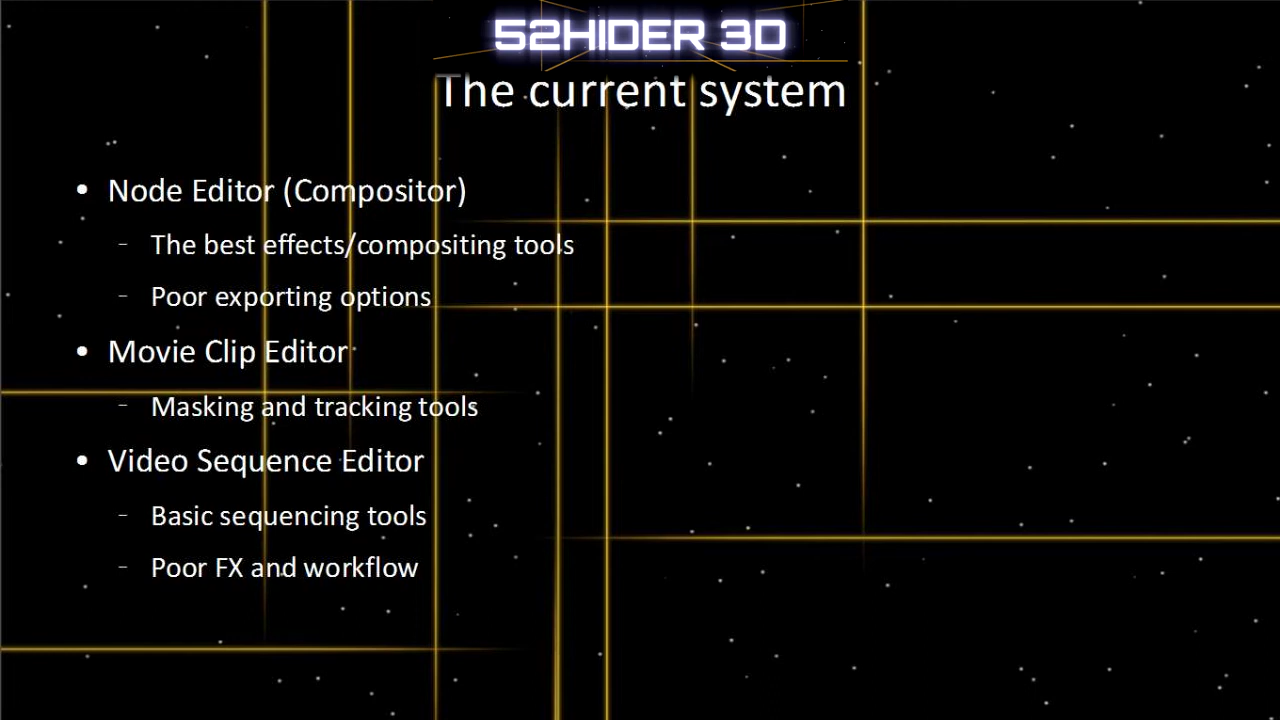 52HIDER 3D
The current system
• Node Editor (Compositor)
– The best effects/compositing tools
– Poor exporting options
• Movie Clip Editor
– Masking and tracking tools
• Video Sequence Editor
– Basic sequencing tools
– Poor FX and workflow